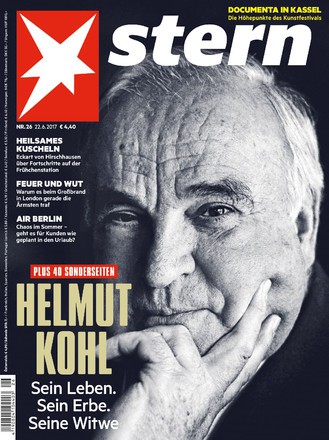 DOCUMENTA IN KASSEL
Die Höhepunkte des Kunstfestivals
stern
NR.26 22.6.2017 € 4,40
HEILSAMES
KUSCHELN
Eckart von Hirschhausen
über Fortschritte auf der
Frühchenstation
FEUER UND WUT
Warum es beim Großbrand
in London gerade die
Ärmsten traf
AIR BERLIN
Chaos im Sommer –
geht es für Kunden wie
geplant in den Urlaub?
PLUS 40 SONDERSEITEN
HELMUT
KOHL
Sein Leben.
Sein Erbe.
Seine Witwe